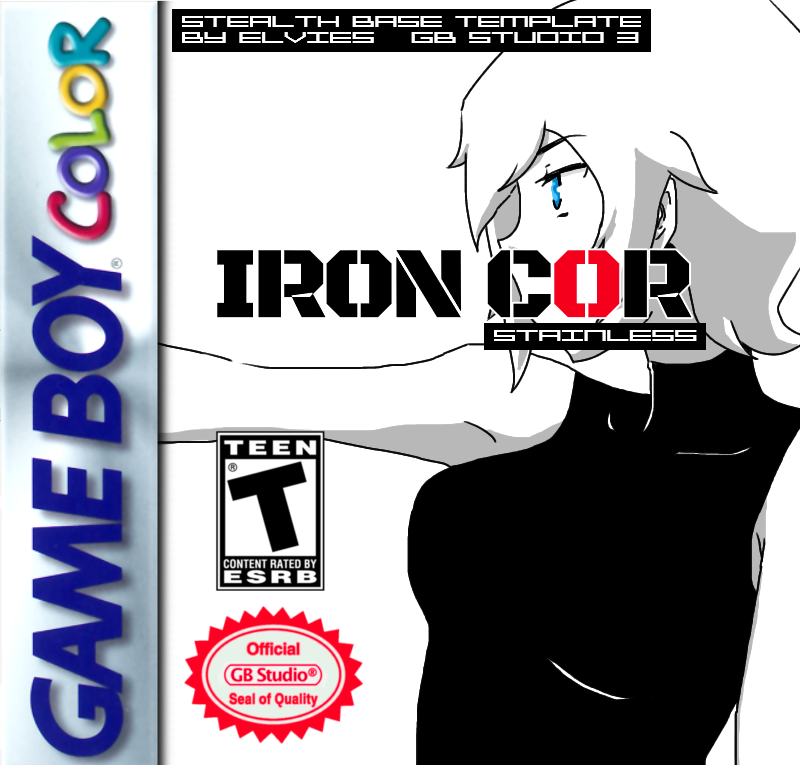 STEALTH BASE TEMPLATE
BY ELVIES GB STUDIO 3
GAME BOY COLOR
®
IRON COR
STAINLESS
TEEN
®
T
CONTENT RATED BY
ESRB
Official
GB Studio®
Seal of Quality